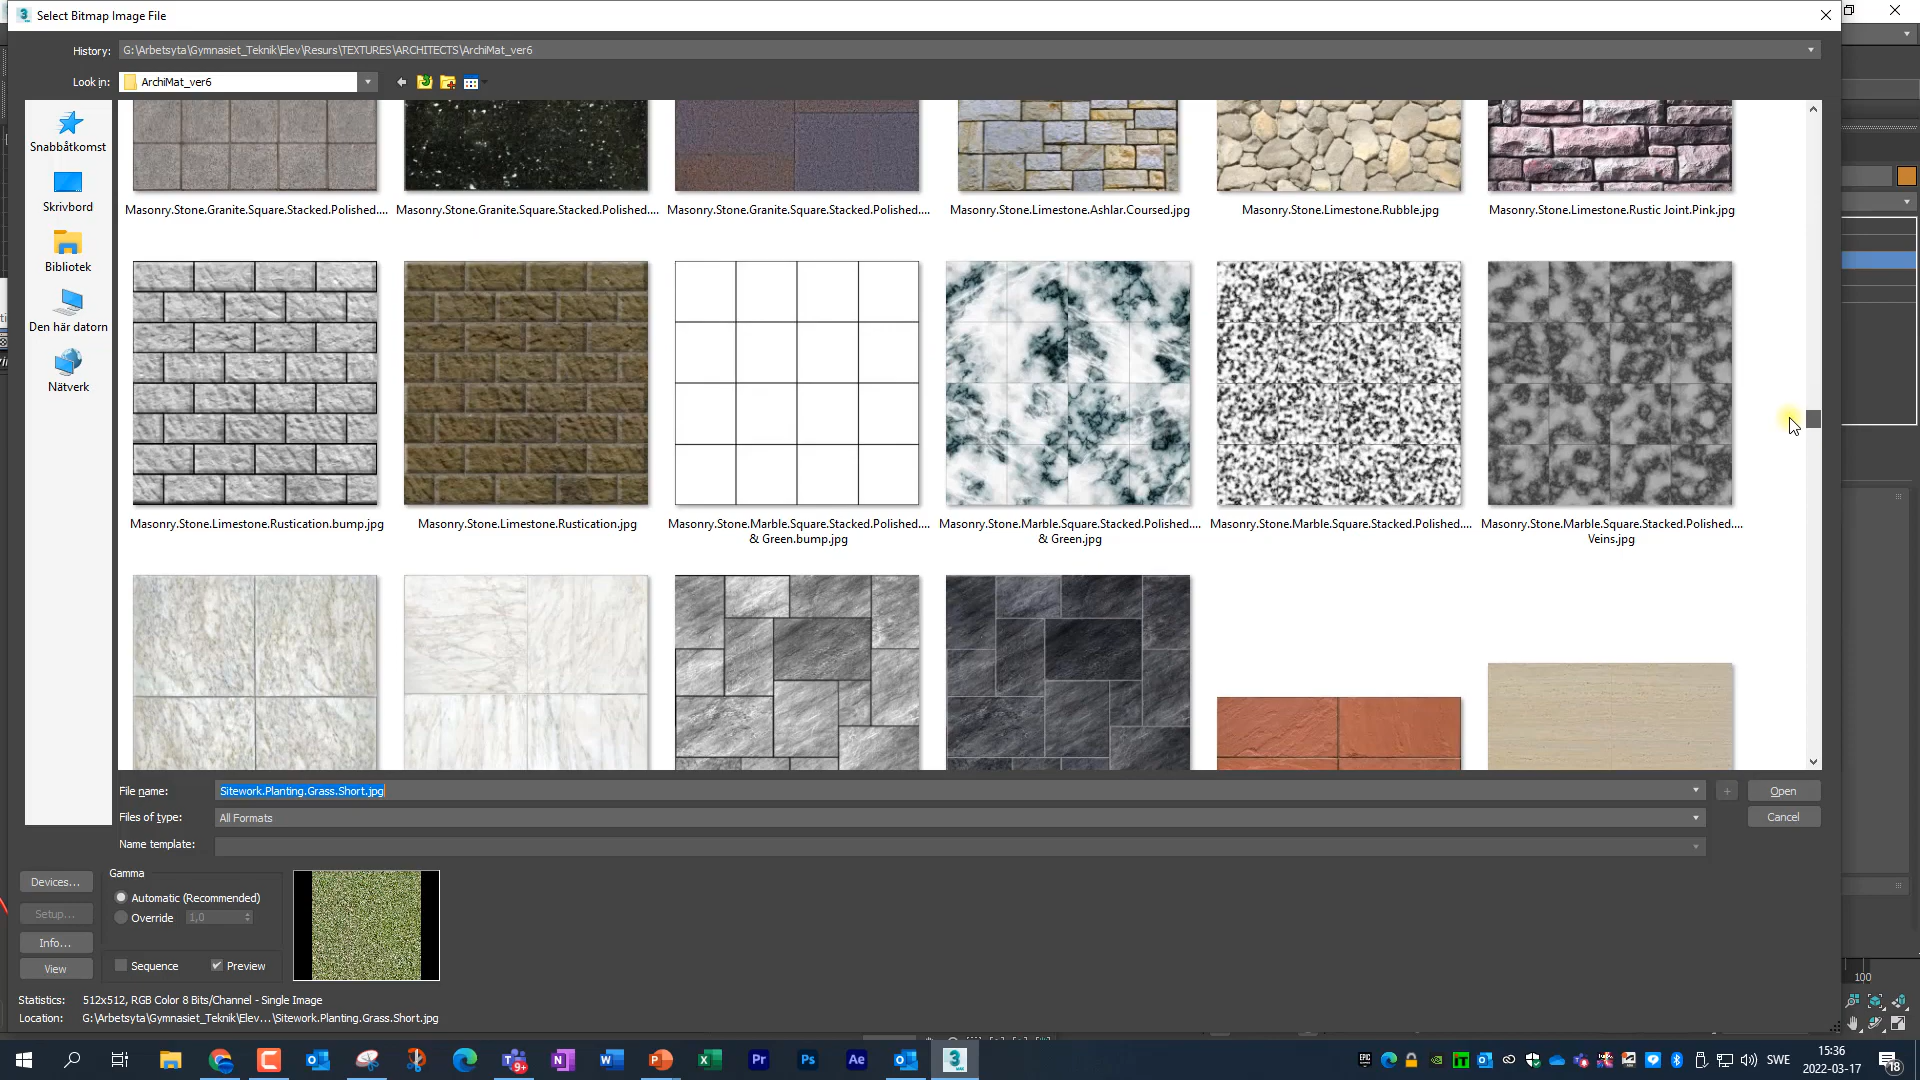 Select Bitmap Image File
History:
G:\Arbetsyta\Gymnasiet_Teknik\Elev\Resurs\TEXTURES\ARCHITECTS\ArchiMat_ver6
Look in:
ArchiMat_ver6
Snabbåtkomst
Skrivbord
Bibliotek
Den här datorn
Nätverk
Masonry.Stone.Granite.Square.Stacked.Polished....
Masonry.Stone.Granite.Square.Stacked.Polished....
Masonry.Stone.Granite.Square.Stacked.Polished....
Masonry.Stone.Limestone.Ashlar.Coursed.jpg
Masonry.Stone.Limestone.Rubble.jpg
Masonry.Stone.Limestone.Rustic Joint.Pink.jpg
Masonry.Stone.Limestone.Rustication.bump.jpg
Masonry.Stone.Limestone.Rustication.jpg
Masonry.Stone.Marble.Square.Stacked.Polished....
& Green.bump.jpg
Masonry.Stone.Marble.Square.Stacked.Polished....
& Green.jpg
Masonry.Stone.Marble.Square.Stacked.Polished....
Masonry.Stone.Marble.Square.Stacked.Polished....
Veins.jpg
File name:
Sitework.Planting.Grass.Short.jpg
Open
Files of type:
All Formats
Cancel
Name template:
Devices...
Setup...
Info...
View
Gamma
Automatic (Recommended)
Override
1,0
Sequence
Preview
Statistics:
512x512, RGB Color 8 Bits/Channel - Single Image
Location:
G:\Arbetsyta\Gymnasiet_Teknik\Elev...\Sitework.Planting.Grass.Short.jpg
100
9+
Pr
Ps
Ae
3
EPIC
SWE
15:36
2022-03-17
18